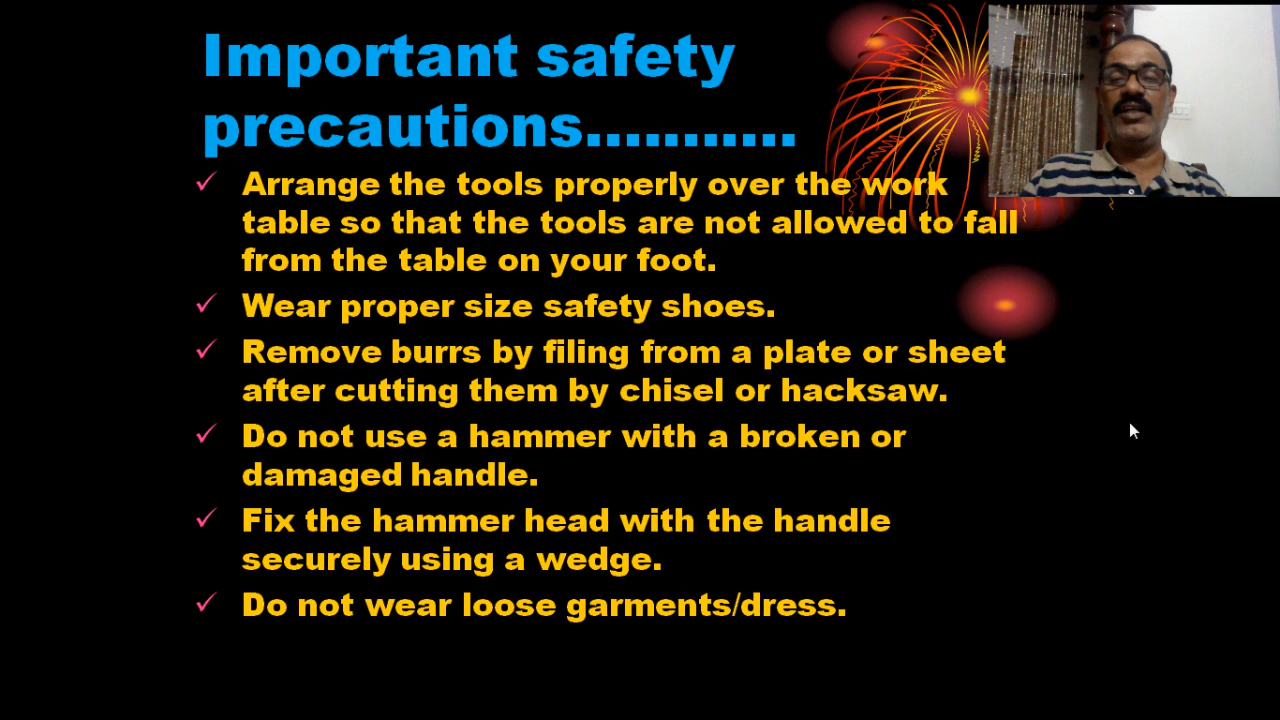 Important safety
precautions...........
✓ Arrange the tools properly over the work
table so that the tools are not allowed to fall
from the table on your foot.
✓ Wear proper size safety shoes.
✓ Remove burrs by filing from a plate or sheet
after cutting them by chisel or hacksaw.
✓ Do not use a hammer with a broken or
damaged handle.
✓ Fix the hammer head with the handle
securely using a wedge.
✓ Do not wear loose garments/dress.